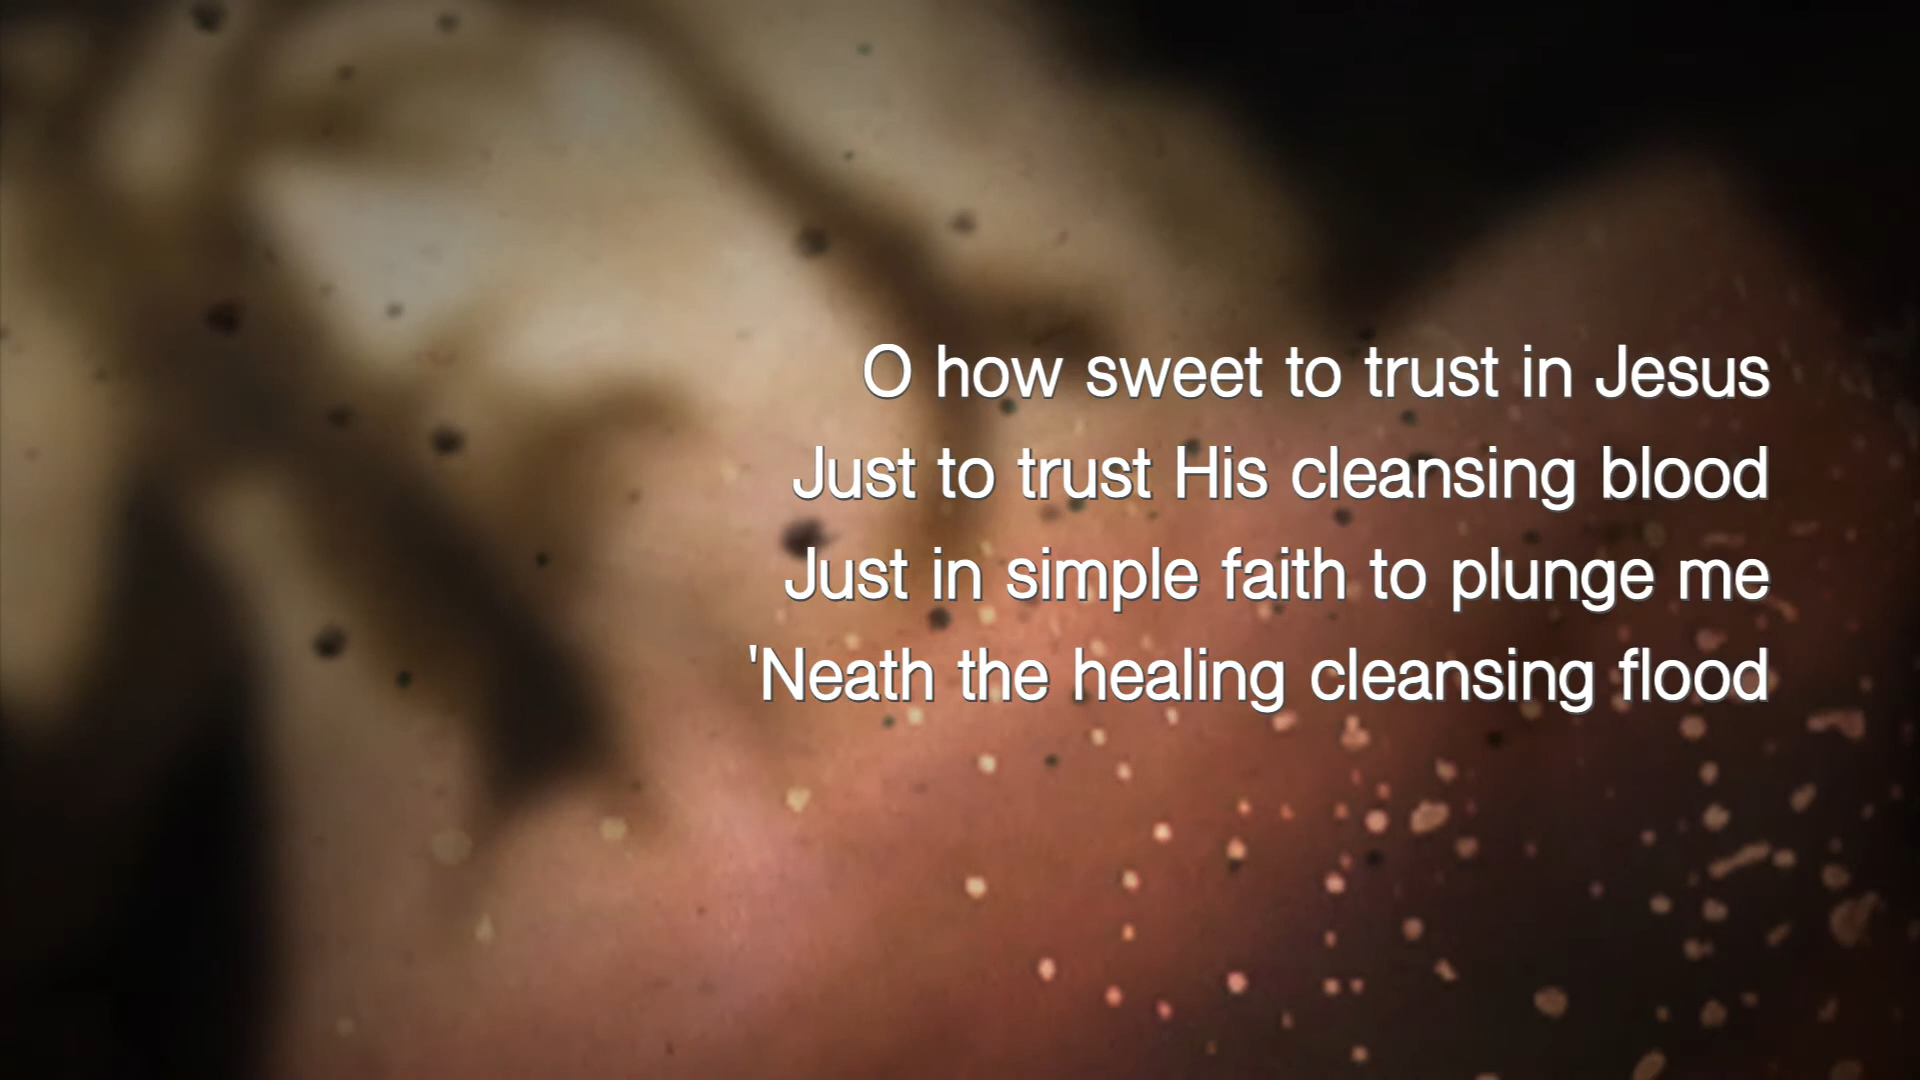 O how sweet to trust in Jesus
Just to trust His cleansing blood
Just in simple faith to plunge me
'Neath the healing cleansing flood